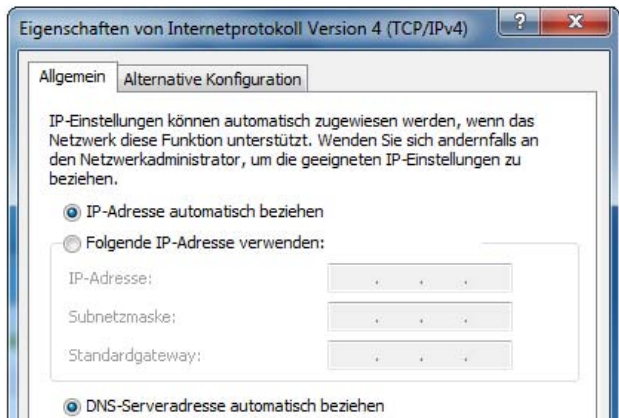 Eigenschaften von Internetprotokoll Version 4 (TCP/IPv4)
Allgemein
Alternative Konfiguration
IP-Einstellungen können automatisch zugewiesen werden, wenn das
Netzwerk diese Funktion unterstützt. Wenden Sie sich andernfalls an
den Netzwerkadministrator, um die geeigneten IP-Einstellungen zu
beziehen.
IP-Adresse automatisch beziehen
Folgende IP-Adresse verwenden:
IP-Adresse:
Subnetzmaske:
Standardgateway:
DNS-Serveradresse automatisch beziehen